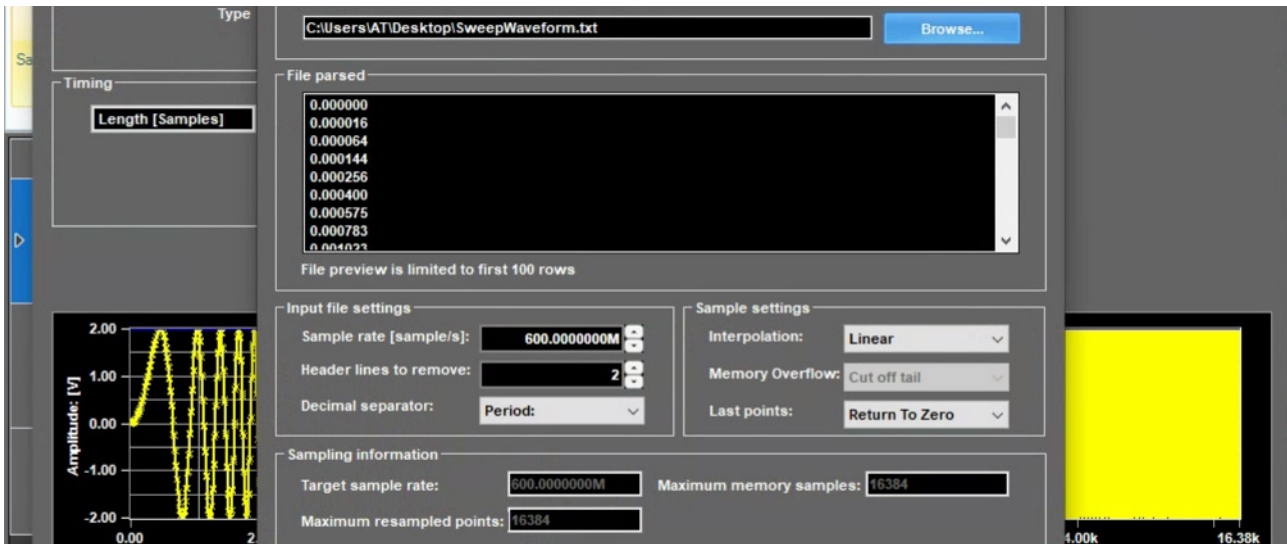 Type
C:\Users\AT\Desktop\SweepWaveform.txt
Browse...
Sa
Timing
Length [Samples]
File parsed
0.000000
0.000016
0.000064
0.000144
0.000256
0.000400
0.000575
0.000783
0.001023
File preview is limited to first 100 rows
Input file settings
Sample rate [sample/s]: 600.0000000M
Header lines to remove: 2
Decimal separator: Period:
Sample settings
Interpolation: Linear
Memory Overflow: Cut off tail
Last points: Return To Zero
Sampling information
Target sample rate: 600.0000000M
Maximum memory samples: 16384
Maximum resampled points: 16384
Amplitude: [V]
2.00
1.00
0.00
-1.00
-2.00
0.00
2.
4.00k
16.38k